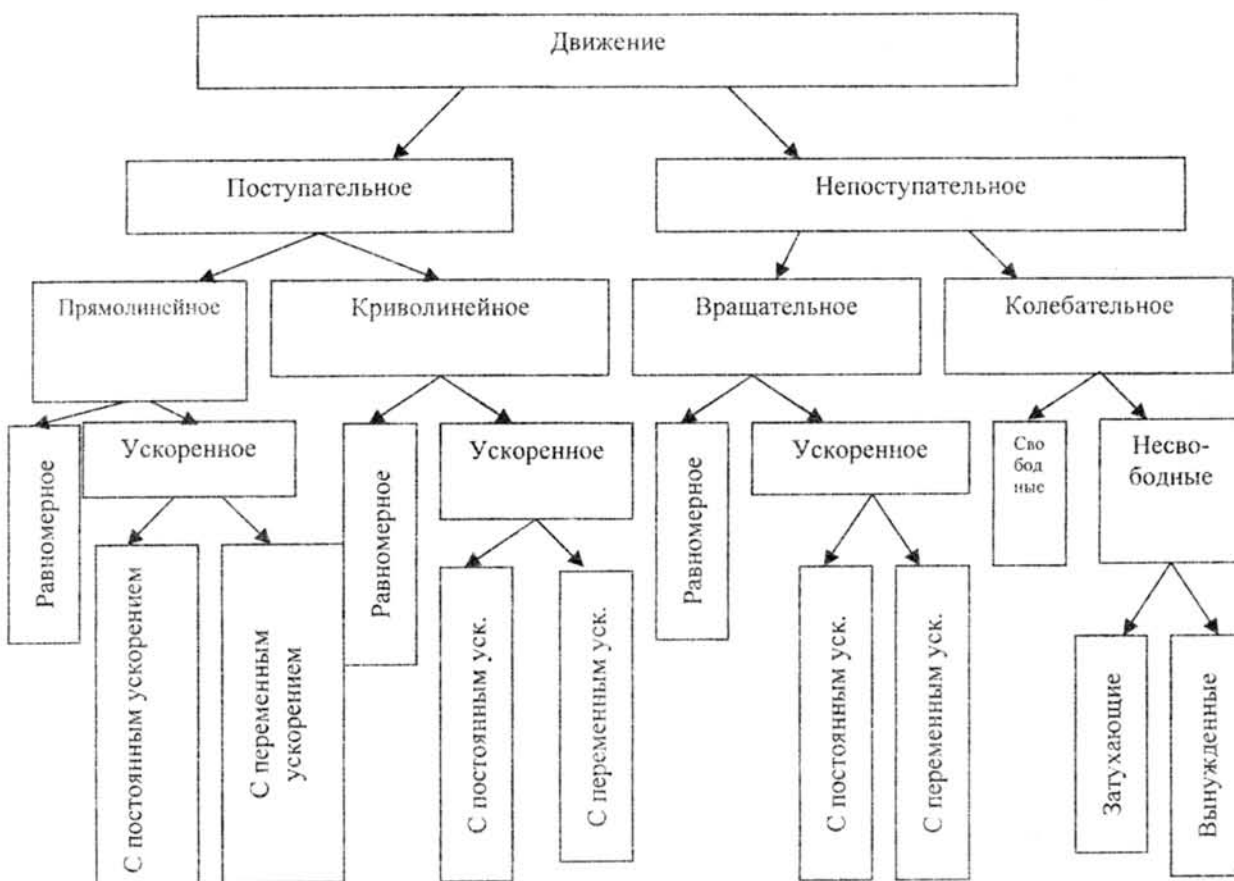 Движение
Поступательное
Непоступательное
Прямолинейное
Криволинейное
Вращательное
Колебательное
Равномерное
Ускоренное
Равномерное
Ускоренное
Равномерное
Ускоренное
Сво
бод
ные
Несво-
бодные
С постоянным ускорением
С переменным
ускорением
С постоянным уск.
С переменным уск.
С постоянным уск.
С переменным уск.
Затухающие
Вынужденные